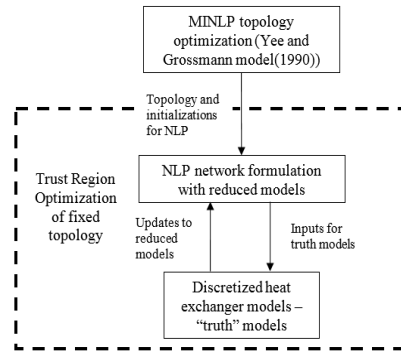 MINLP topology
optimization (Yee and
Grossmann model(1990))
Topology and
initializations
for NLP
Trust Region
Optimization
of fixed
topology
NLP network formulation
with reduced models
Updates to
reduced
models
Inputs for
truth models
Discretized heat
exchanger models –
“truth” models